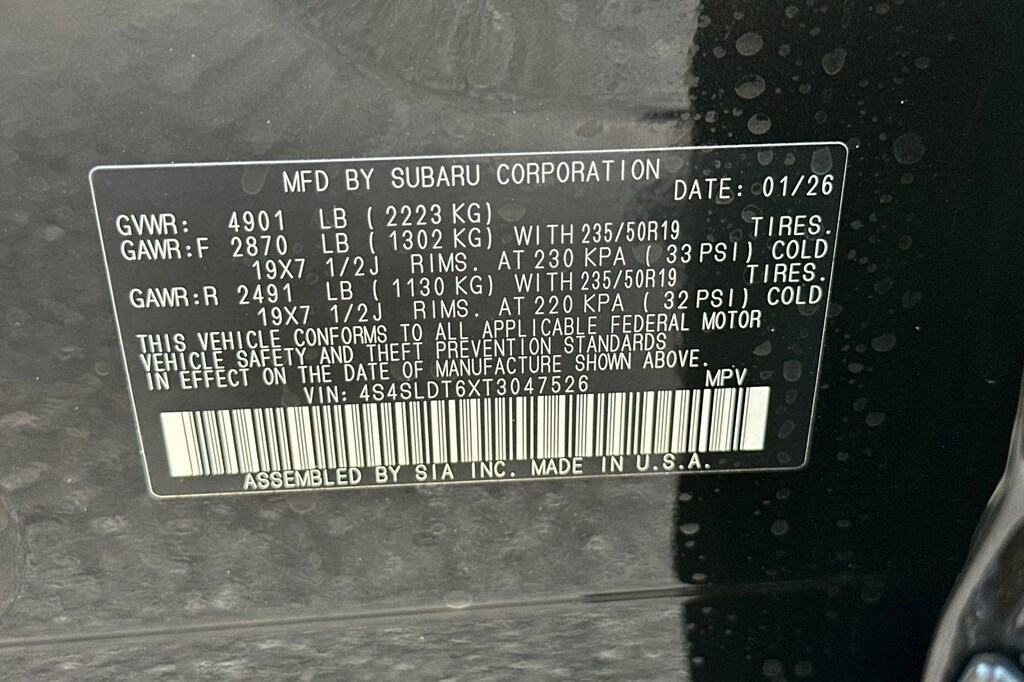 MFD BY SUBARU CORPORATION DATE: 01/26
GVWR: 4901 LB ( 2223 KG)
GAWR:F 2870 LB ( 1302 KG) WITH 235/50R19 TIRES.
19X7 1/2J RIMS. AT 230 KPA ( 33 PSI) COLD
GAWR:R 2491 LB ( 1130 KG) WITH 235/50R19 TIRES.
19X7 1/2J RIMS. AT 220 KPA ( 32 PSI) COLD
THIS VEHICLE CONFORMS TO ALL APPLICABLE FEDERAL MOTOR
VEHICLE SAFETY AND THEFT PREVENTION STANDARDS
IN EFFECT ON THE DATE OF MANUFACTURE SHOWN ABOVE.
VIN: 4S4SLDT6XT3047526 MPV
ASSEMBLED BY SIA INC. MADE IN U.S.A.